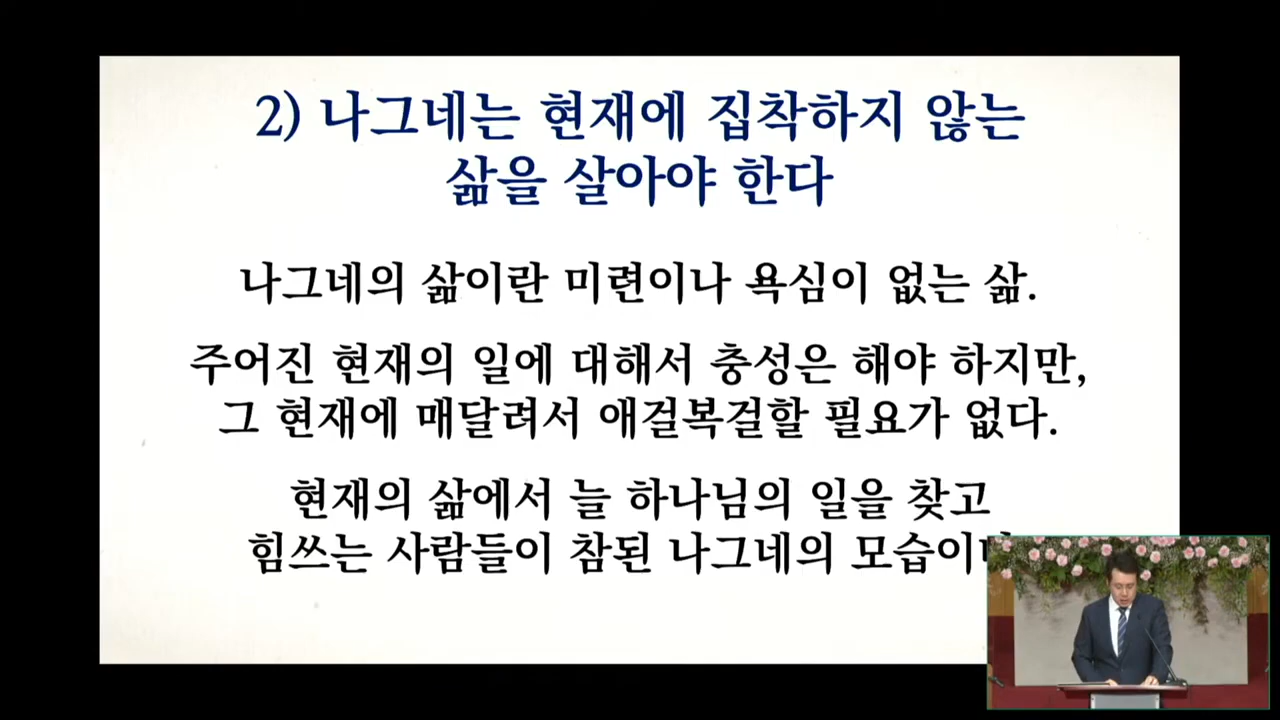 2) 나그네는 현재에 집착하지 않는
삶을 살아야 한다
나그네의 삶이란 미련이나 욕심이 없는 삶.
주어진 현재의 일에 대해서 충성은 해야 하지만,
그 현재에 매달려서 애걸복걸할 필요가 없다.
현재의 삶에서 늘 하나님의 일을 찾고
힘쓰는 사람들이 참된 나그네의